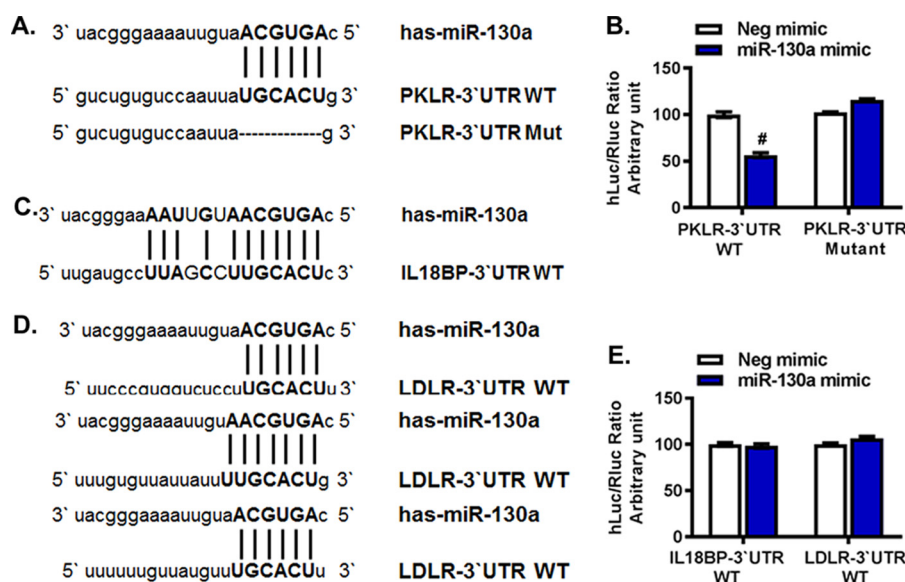 A.
3` uacgggaaaauuguaACGUGAc 5` has-miR-130a
5` gucuguguccaauuaUGCACUg 3` PKLR-3`UTR WT
5` gucuguguccaauua------------g 3` PKLR-3`UTR Mut
B.
Neg mimic
miR-130a mimic
hLuc/Rluc Ratio
Arbitrary unit
150
100
50
0
#
PKLR-3`UTR
WT
PKLR-3`UTR
Mutant
C.
3` uacgggaaAAUUGUAACGUGAc 5` has-miR-130a
5` uugaugccUUAGCCUUGCACUc 3` IL18BP-3`UTR WT
D.
3` uacgggaaaauuguaACGUGAc 5` has-miR-130a
5` uucccguggucuccuUGCACUu 3` LDLR-3`UTR WT
3` uacgggaaaauuguAACGUGAc 5` has-miR-130a
5` uuuguguuauuauuUUGCACUg 3` LDLR-3`UTR WT
3` uacgggaaaauuguaACGUGAc 5` has-miR-130a
5` uuuuuuguuauguuUGCACUu 3` LDLR-3`UTR WT
E.
Neg mimic
miR-130a mimic
hLuc/Rluc Ratio
Arbitrary unit
150
100
50
0
IL18BP-3`UTR
WT
LDLR-3`UTR
WT